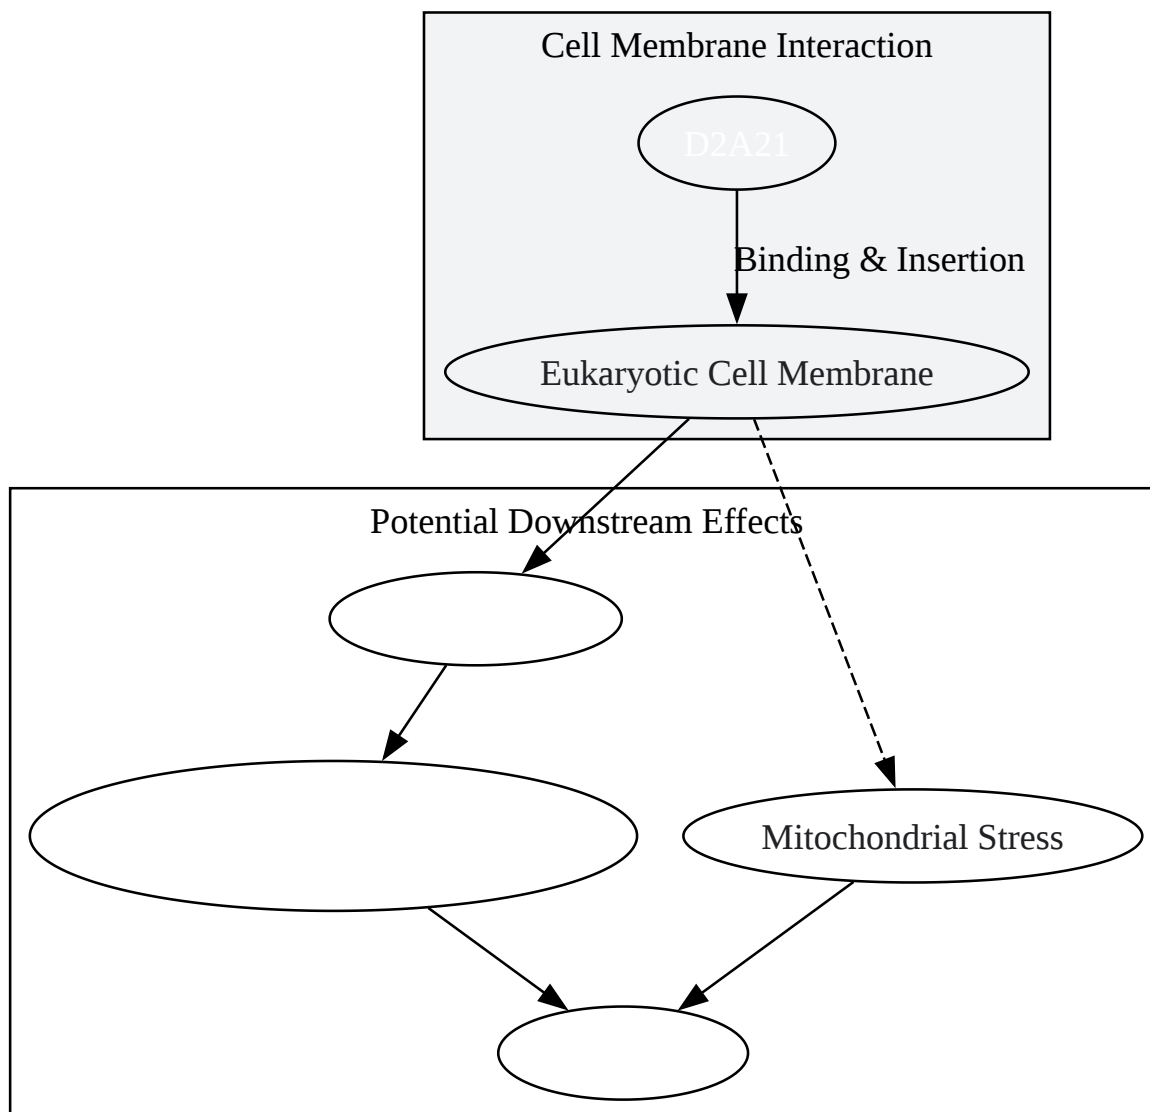 Cell Membrane Interaction
D2A21
Binding & Insertion
Eukaryotic Cell Membrane
Potential Downstream Effects
Mitochondrial Stress